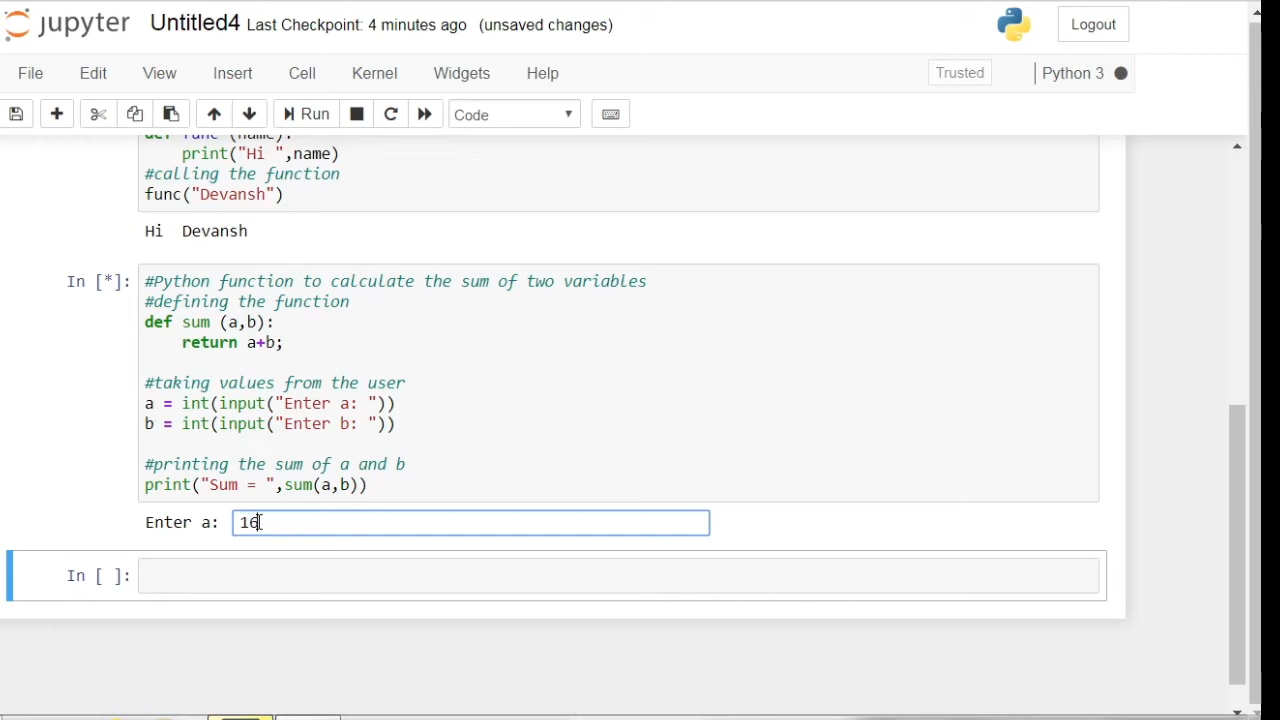 jupyter Untitled4 Last Checkpoint: 4 minutes ago (unsaved changes) Logout
File Edit View Insert Cell Kernel Widgets Help Trusted Python 3
Run Code
def func (name):
print("Hi ",name)
#calling the function
func("Devansh")
Hi  Devansh
In [*]: #Python function to calculate the sum of two variables
#defining the function
def sum (a,b):
return a+b;
#taking values from the user
a = int(input("Enter a: "))
b = int(input("Enter b: "))
#printing the sum of a and b
print("Sum = ",sum(a,b))
Enter a: 16
In [ ]: